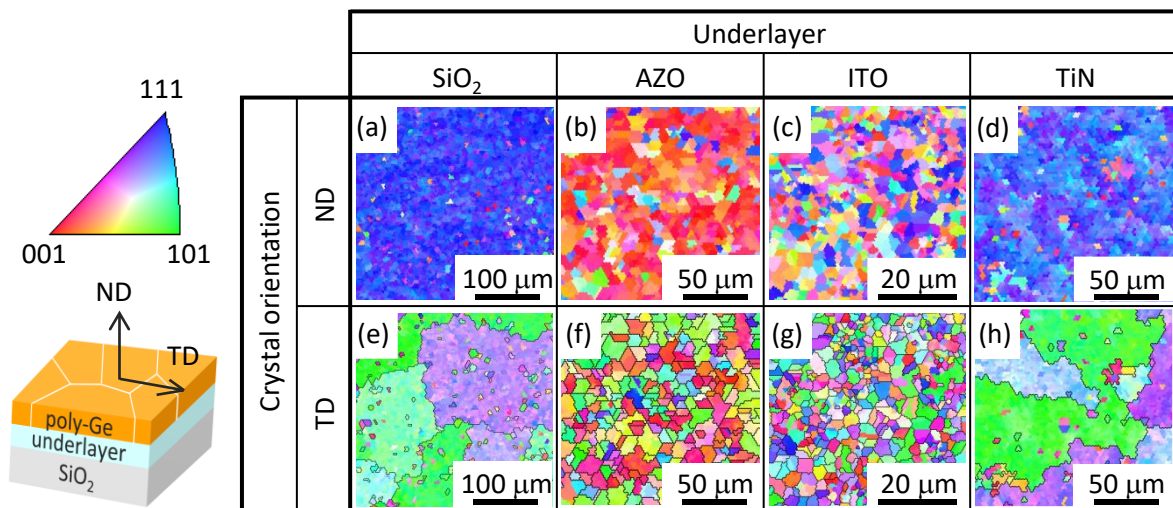 Underlayer
SiO₂ AZO ITO TiN
111
001 101
ND
TD
poly-Ge
underlayer
SiO₂
Crystal orientation
ND
(a) (b) (c) (d)
100 μm 50 μm 20 μm 50 μm
TD
(e) (f) (g) (h)
100 μm 50 μm 20 μm 50 μm